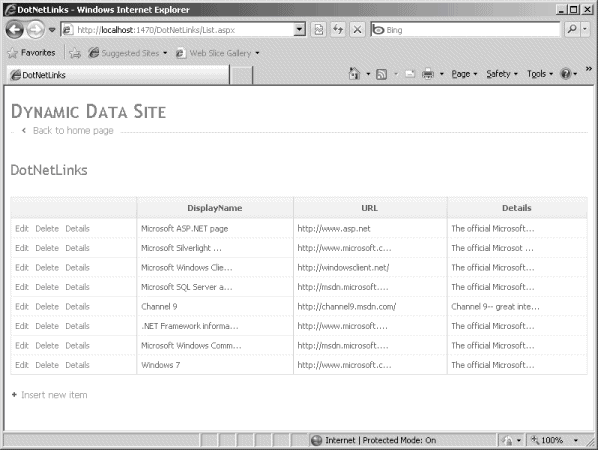 DotNetLinks - Windows Internet Explorer
http://localhost:1470/DotNetLinks/List.aspx Bing
Favorites Suggested Sites Web Slice Gallery
DotNetLinks Page Safety Tools »
DYNAMIC DATA SITE
< Back to home page
DotNetLinks
DisplayName URL Details
Edit Delete Details Microsoft ASP.NET page http://www.asp.net The official Microsoft...
Edit Delete Details Microsoft Silverlight ... http://www.microsoft.c... The official Microsot ...
Edit Delete Details Microsoft Windows Clie... http://windowsclient.net/ The official Microsoft...
Edit Delete Details Microsoft SQL Server a... http://msdn.microsoft.... The official Microsoft...
Edit Delete Details Channel 9 http://channel9.msdn.com/ Channel 9-- great inte...
Edit Delete Details .NET Framework informa... http://www.microsoft.c... The official Microsoft...
Edit Delete Details Microsoft Windows Comm... http://msdn.microsoft.... The official Microsoft...
Edit Delete Details Windows 7 http://www.microsoft.c... The official Microsoft...
+ Insert new item
Internet | Protected Mode: On 100%